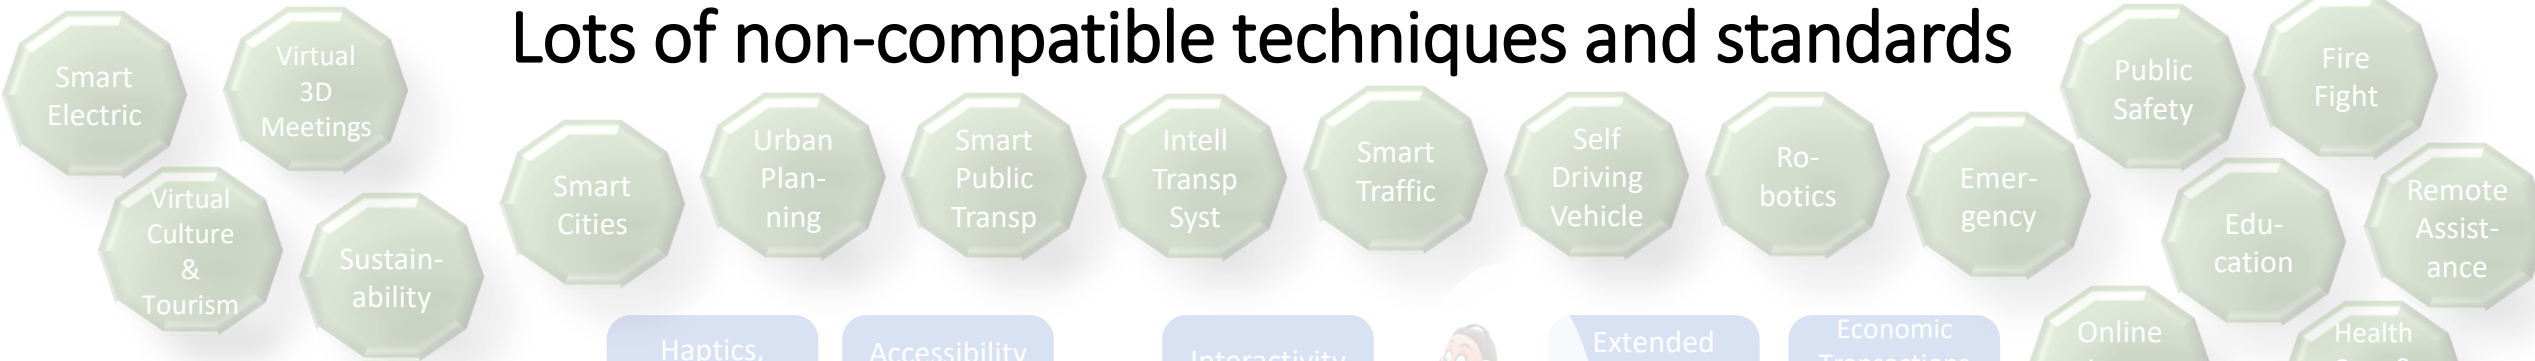 Lots of non-compatible techniques and standards
Smart
Electric
Virtual
3D
Meetings
Virtual
Culture
&
Tourism
Sustain-
ability
Smart
Cities
Urban
Plan-
ning
Smart
Public
Transp
Intell
Transp
Syst
Smart
Traffic
Self
Driving
Vehicle
Ro-
botics
Emer-
gency
Public
Safety
Fire
Fight
Edu-
cation
Remote
Assist-
ance
Haptics,
Accessibility
Interactivity
Extended
Economic
Transactions
Online
Health